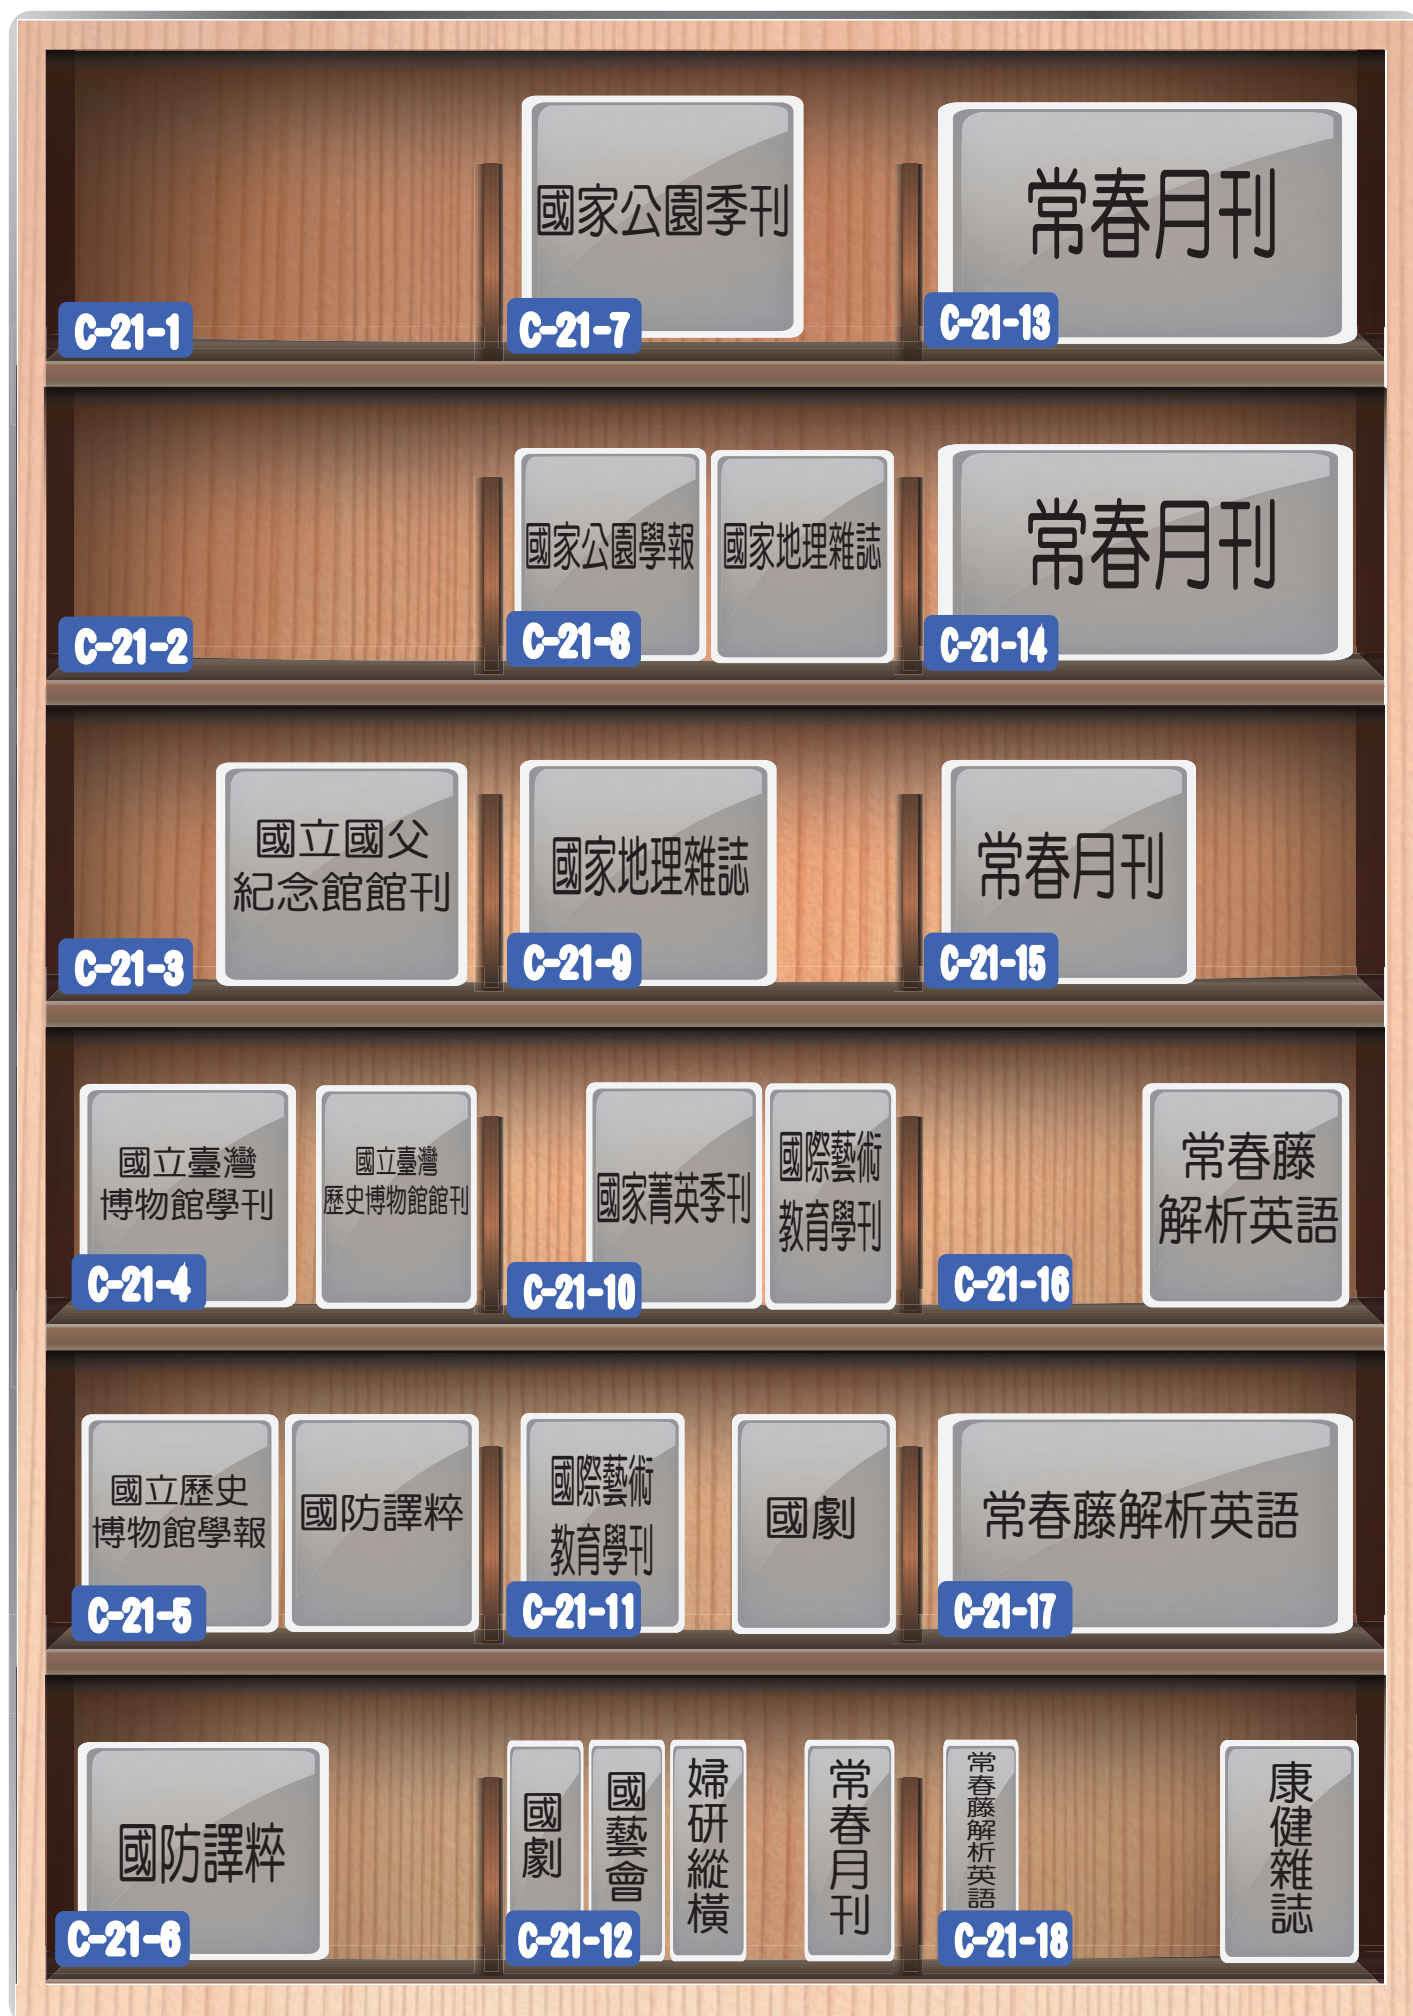 C-21-1
國家公園季刊
C-21-7
常春月刊
C-21-13
C-21-2
國家公園學報
國家地理雜誌
C-21-8
常春月刊
C-21-14
國立國父
紀念館館刊
C-21-3
國家地理雜誌
C-21-9
常春月刊
C-21-15
國立臺灣
博物館學刊
國立臺灣
歷史博物館館刊
C-21-4
國家菁英季刊
國際藝術
教育學刊
C-21-10
常春藤
解析英語
C-21-16
國立歷史
博物館學報
國防譯粹
C-21-5
國際藝術
教育學刊
國劇
C-21-11
常春藤解析英語
C-21-17
國防譯粹
C-21-6
國劇
國藝會
婦研縱橫
常春月刊
C-21-12
常春藤解析英語
康健雜誌
C-21-18